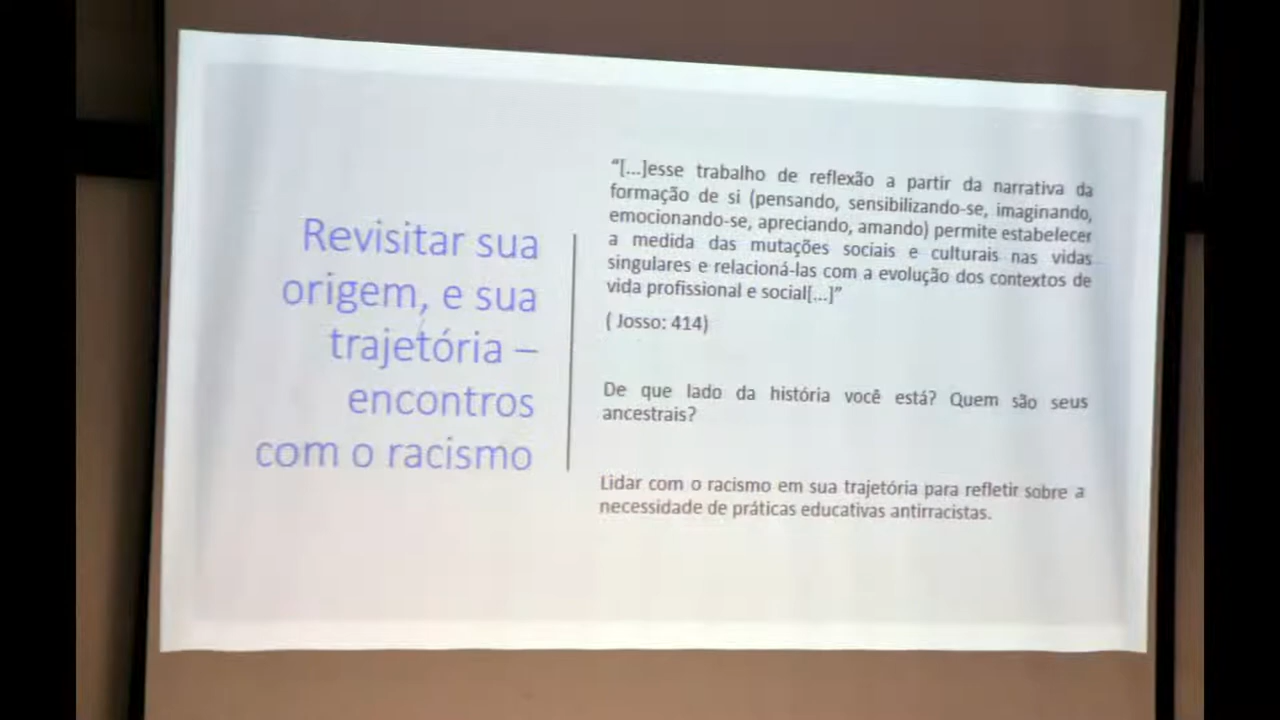 Revisitar sua
origem, e sua
trajetória –
encontros
com o racismo
“[...]esse trabalho de reflexão a partir da narrativa da
formação de si (pensando, sensibilizando-se, imaginando,
emocionando-se, apreciando, amando) permite estabelecer
a medida das mutações sociais e culturais nas vidas
singulares e relacioná-las com a evolução dos contextos de
vida profissional e social[...]”
( Josso: 414)
De que lado da história você está? Quem são seus
ancestrais?
Lidar com o racismo em sua trajetória para refletir sobre a
necessidade de práticas educativas antirracistas.